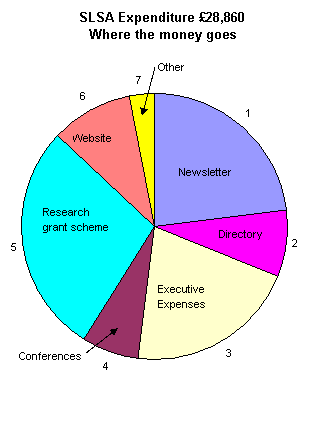 SLSA Expenditure £28,860
Where the money goes
Other
7
6
1
Website
Newsletter
Research
grant scheme
Directory
2
5
Executive
Expenses
Conferences
3
4